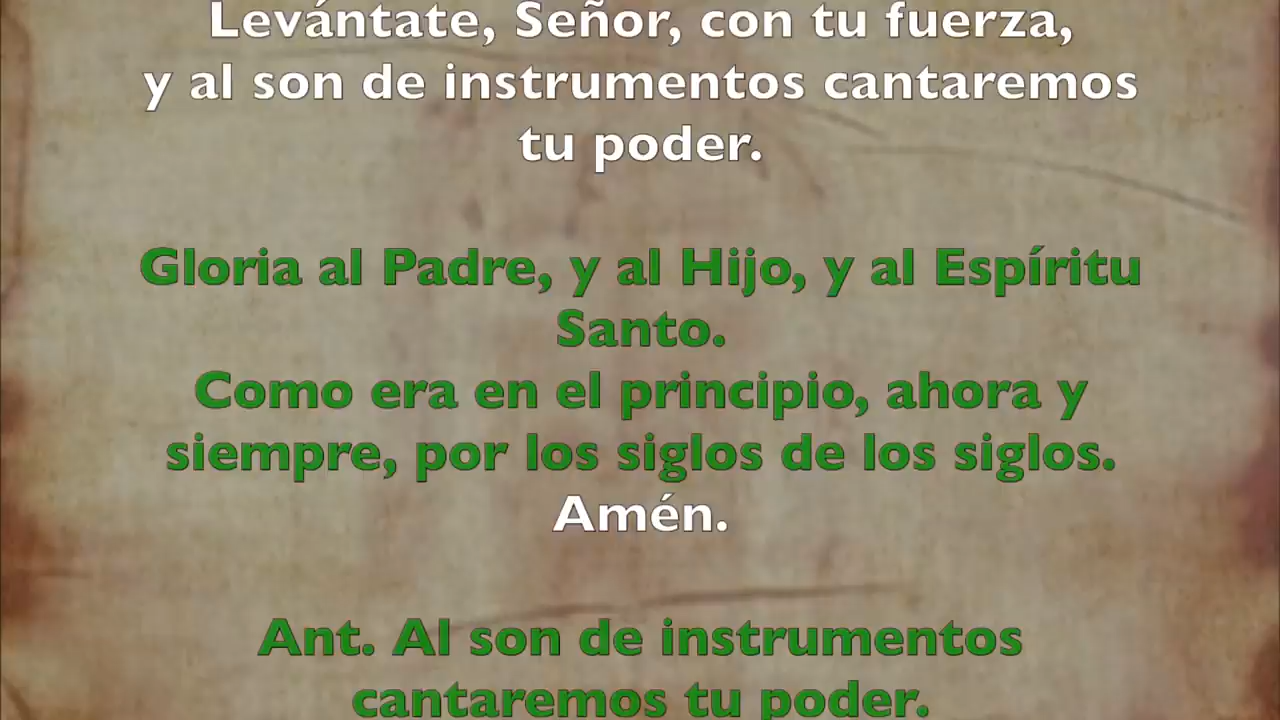 Levántate, Señor, con tu fuerza,
y al son de instrumentos cantaremos
tu poder.
Gloria al Padre, y al Hijo, y al Espíritu
Santo.
Como era en el principio, ahora y
siempre, por los siglos de los siglos.
Amén.
Ant. Al son de instrumentos
cantaremos tu poder.